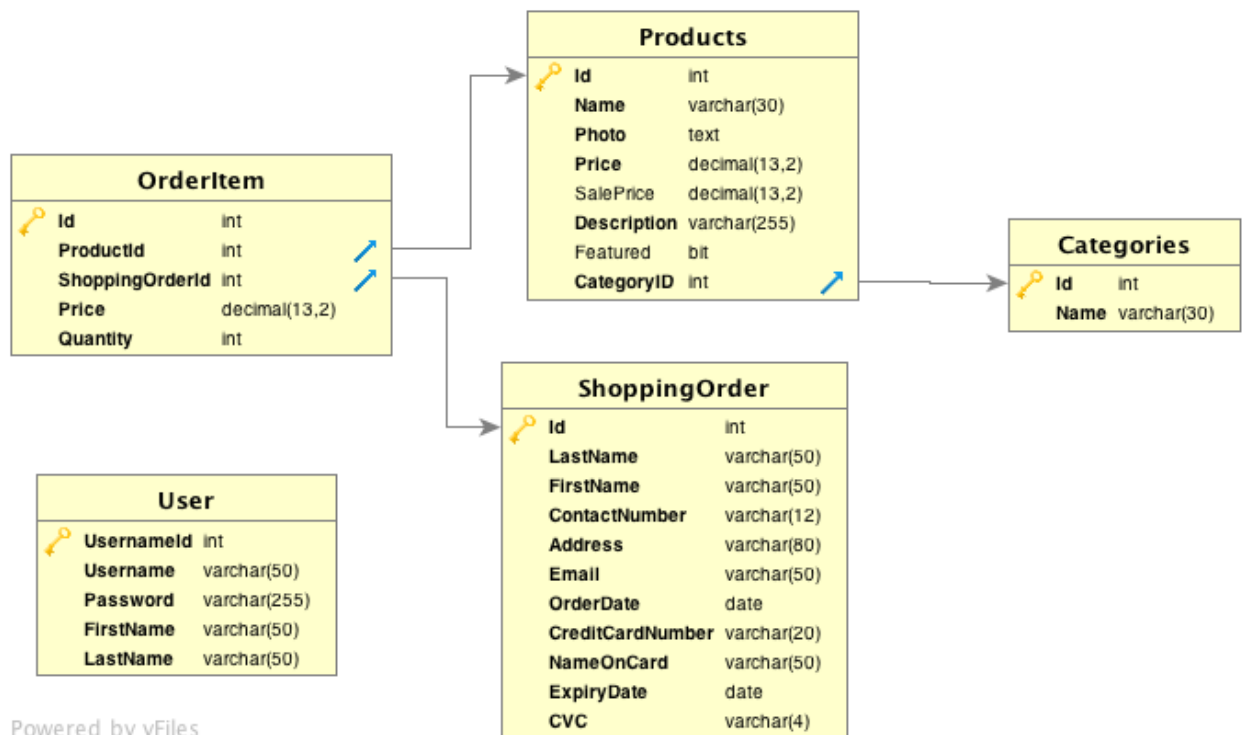 Products
Id int
Name varchar(30)
Photo text
Price decimal(13,2)
SalePrice decimal(13,2)
Description varchar(255)
Featured bit
CategoryID int
OrderItem
Id int
ProductId int
ShoppingOrderId int
Price decimal(13,2)
Quantity int
Categories
Id int
Name varchar(30)
ShoppingOrder
Id int
LastName varchar(50)
FirstName varchar(50)
ContactNumber varchar(12)
Address varchar(80)
Email varchar(50)
OrderDate date
CreditCardNumber varchar(20)
NameOnCard varchar(50)
ExpiryDate date
CVC varchar(4)
User
UsernameId int
Username varchar(50)
Password varchar(255)
FirstName varchar(50)
LastName varchar(50)
Powered by yFiles